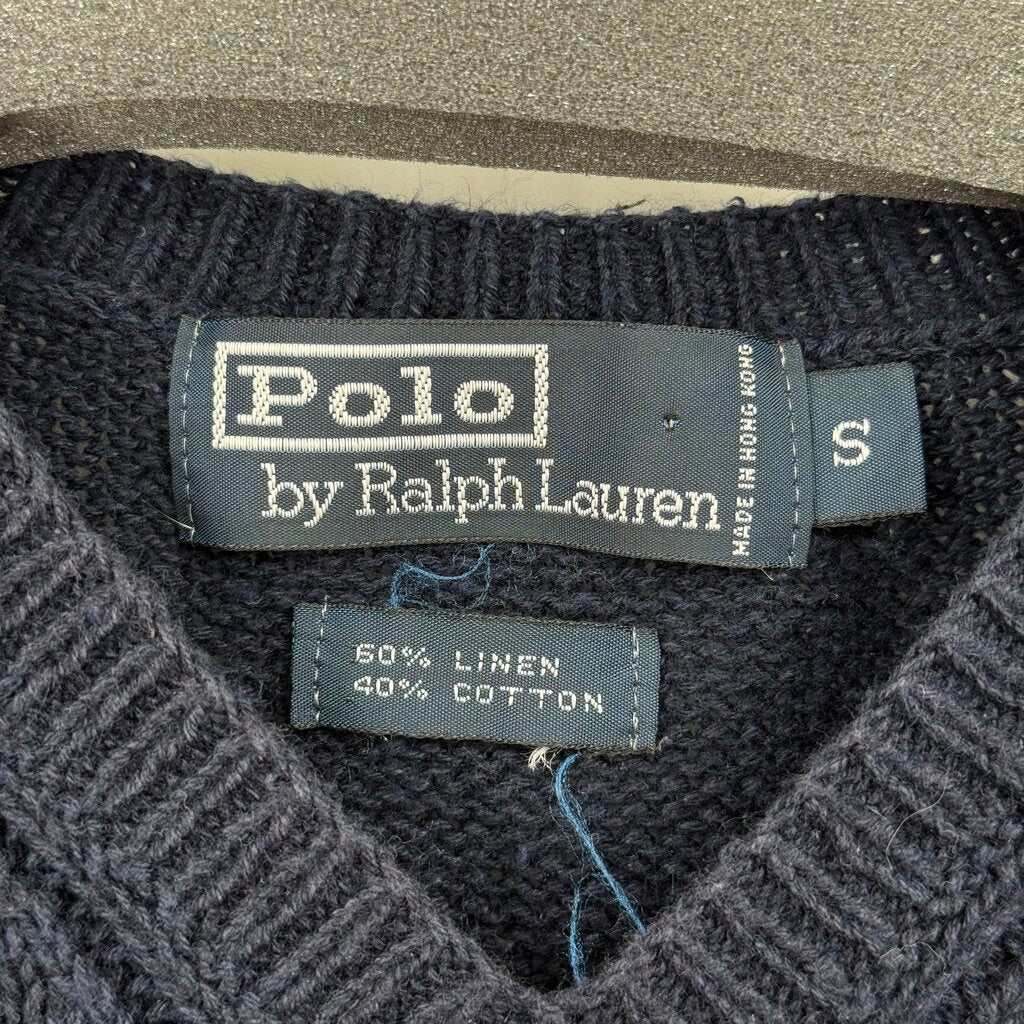 Polo
by Ralph Lauren
MADE IN HONG KONG
S
60% LINEN
40% COTTON